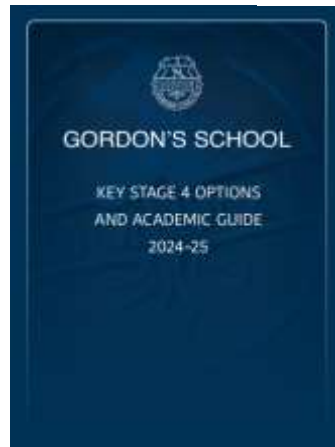 GORDON'S SCHOOL
KEY STAGE 4 OPTIONS
AND ACADEMIC GUIDE
2024-25